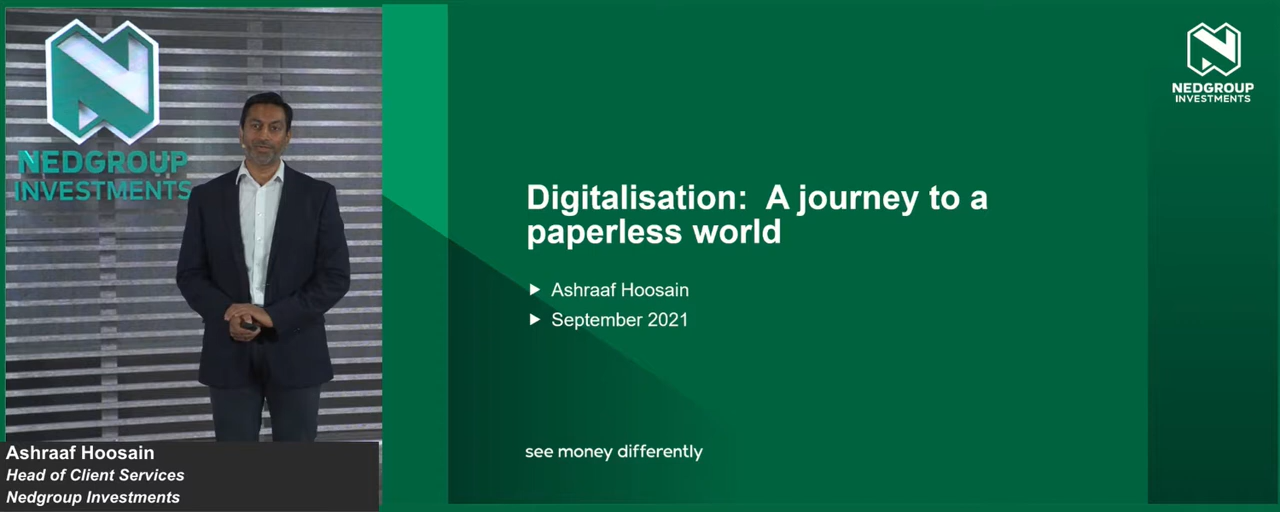 NEDGROUP
INVESTMENTS
Ashraaf Hoosain
Head of Client Services
Nedgroup Investments
NEDGROUP
INVESTMENTS
Digitalisation:  A journey to a
paperless world
► Ashraaf Hoosain
► September 2021
see money differently